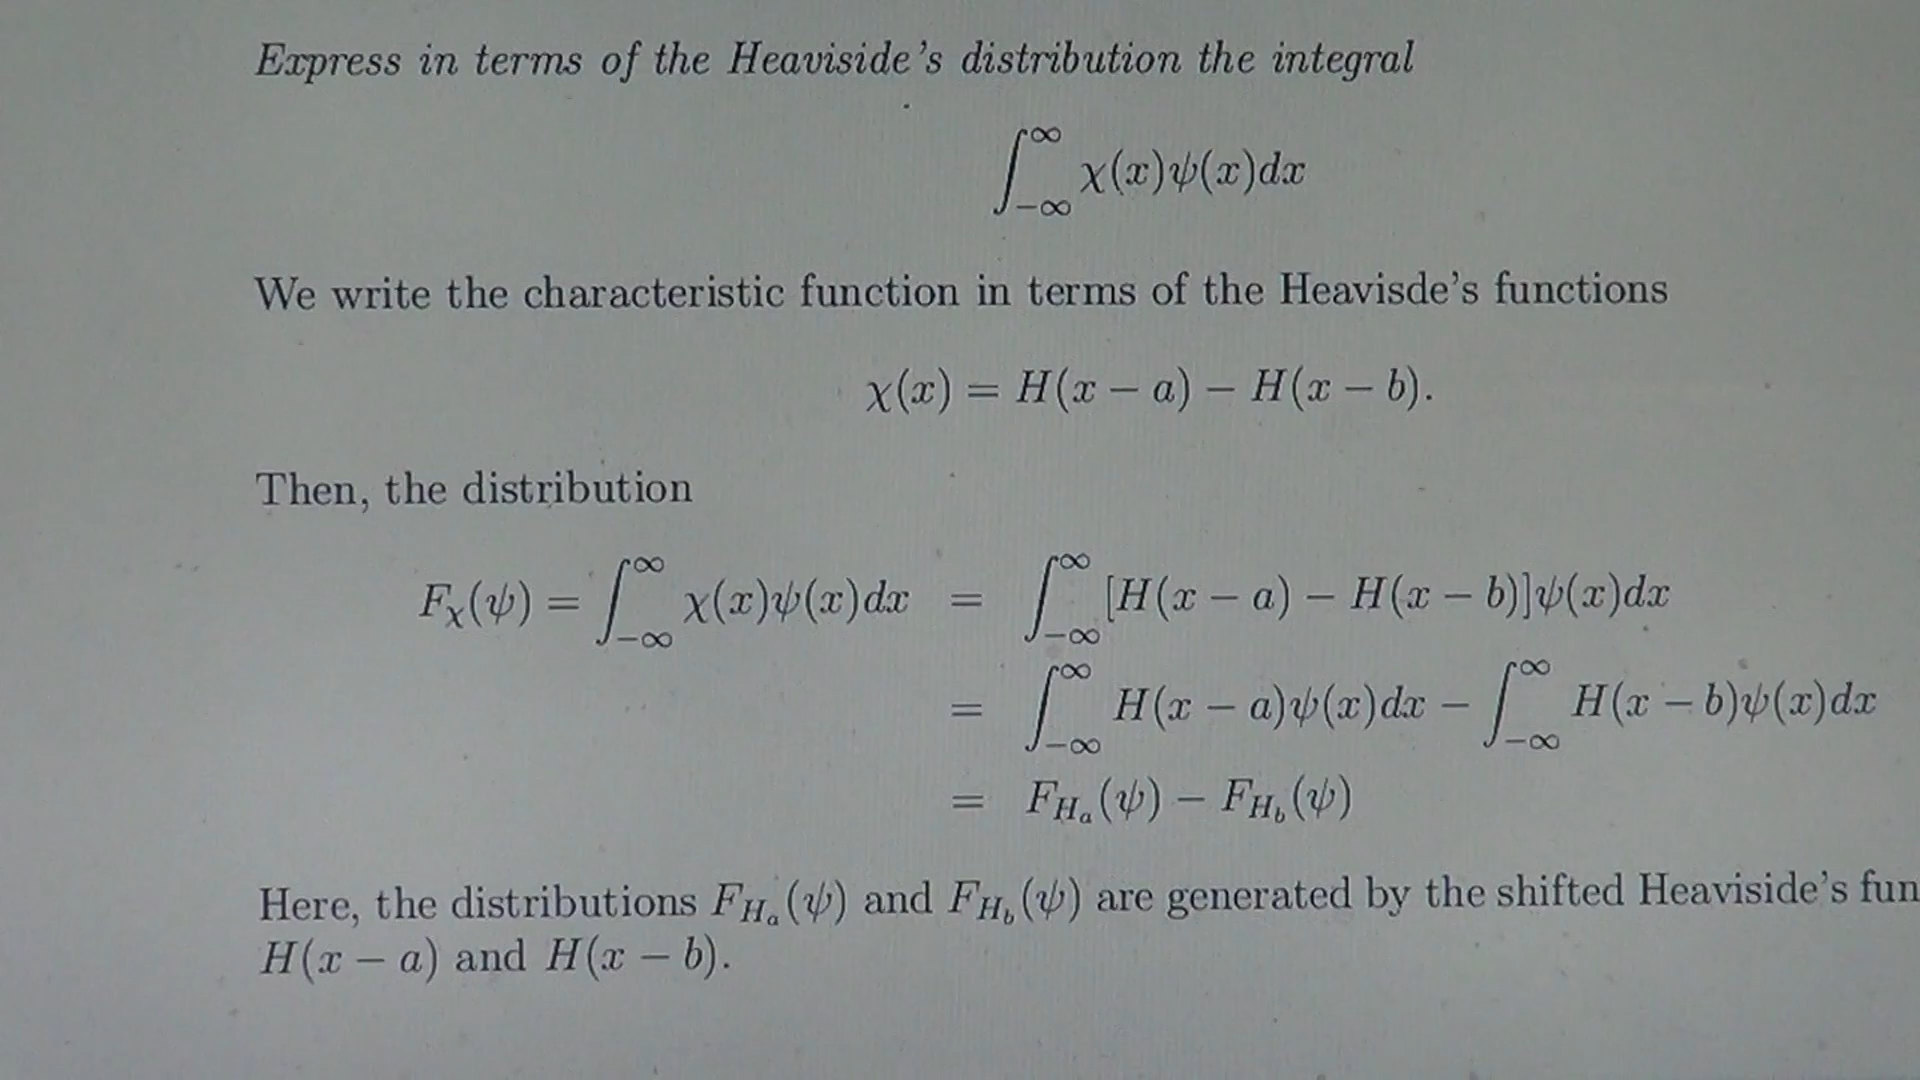 Express in terms of the Heaviside's distribution the integral
∫_{-∞}^{∞} χ(x)ψ(x)dx
We write the characteristic function in terms of the Heavisde's functions
χ(x) = H(x − a) − H(x − b).
Then, the distribution
F_χ(ψ) = ∫_{-∞}^{∞} χ(x)ψ(x)dx = ∫_{-∞}^{∞} [H(x − a) − H(x − b)]ψ(x)dx
= ∫_{-∞}^{∞} H(x − a)ψ(x)dx − ∫_{-∞}^{∞} H(x − b)ψ(x)dx
= F_{H_a}(ψ) − F_{H_b}(ψ)
Here, the distributions F_{H_a}(ψ) and F_{H_b}(ψ) are generated by the shifted Heaviside's fun
H(x − a) and H(x − b).